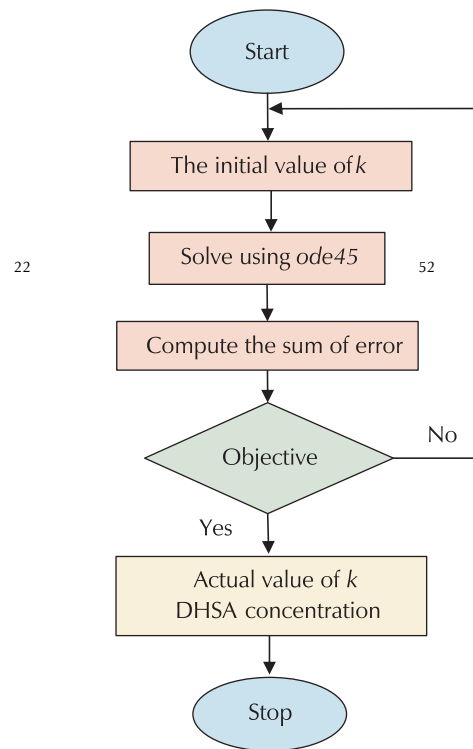 Start
The initial value of k
Solve using ode45
22
52
Compute the sum of error
Objective
No
Yes
Actual value of k
DHSA concentration
Stop